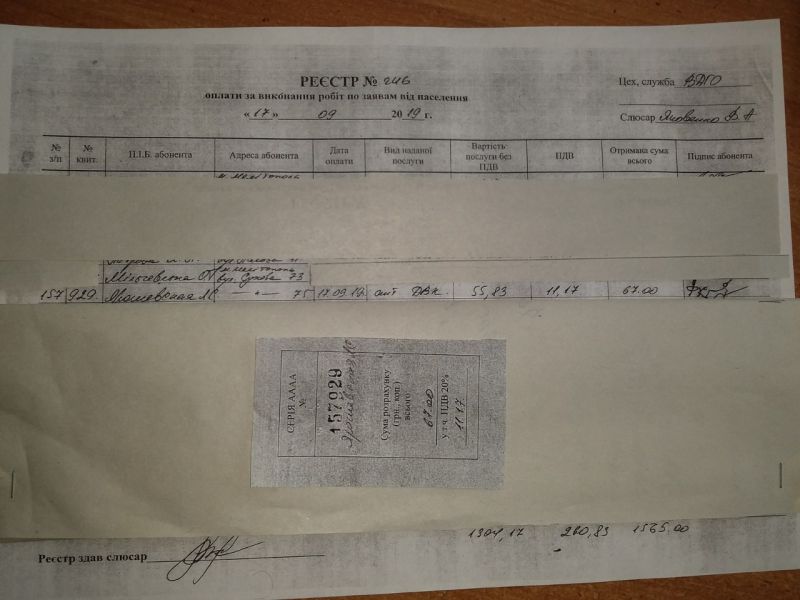 РЕЄСТР № 246
оплати за виконання робіт по заявам від населення
« 17 » 09 2019 г.
Цех, служба ВДГО
Слюсар
№ з/п № квит. П.І.Б. абонента Адреса абонента Дата оплати Вид наданої послуги Вартість послуги без ПДВ ПДВ Отримана сума всього Підпис абонента
73
157 929 — " — 75 17.09.19 ДВК 55,83 11,17 67.00
СЕРІЯ АААА
№ 157929
Сума розрахунку
(грн., коп.)
всього
67.00
у т.ч. ПДВ 20%
11.17
1304,17 260,83 1565.00
Реєстр здав слюсар